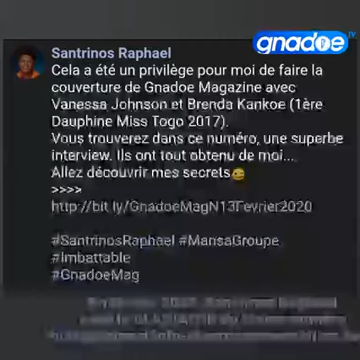 gnadoe TV
Santrinos Raphael
Cela a été un privilège pour moi de faire la
couverture de Gnadoe Magazine avec
Vanessa Johnson et Brenda Kankoe (1ère
Dauphine Miss Togo 2017).
Vous trouverez dans ce numéro, une superbe
interview. Ils ont tout obtenu de moi...
Allez découvrir mes secrets😅
>>>>
http://bit.ly/GnadoeMagN13Fevrier2020
#SantrinosRaphael #MansaGroupe
#Imbattable
#GnadoeMag